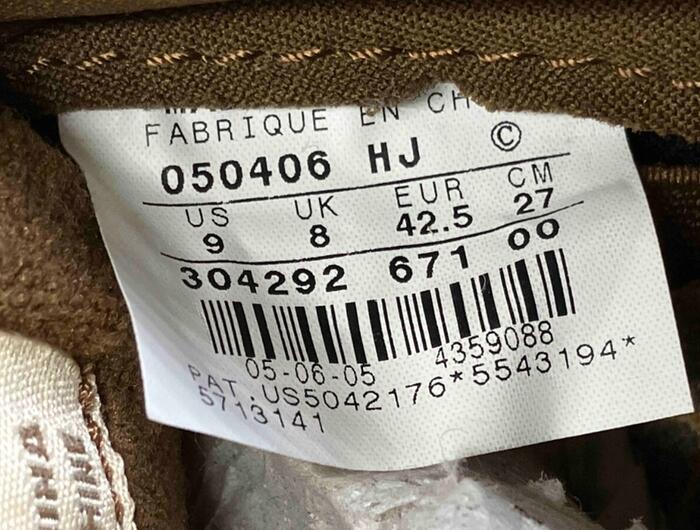 FABRIQUE EN CH
050406 HJ ©
US UK EUR CM
9 8 42.5 27
304292 671 00
05-06-05 4359088
PAT.US5042176*5543194*
5713141